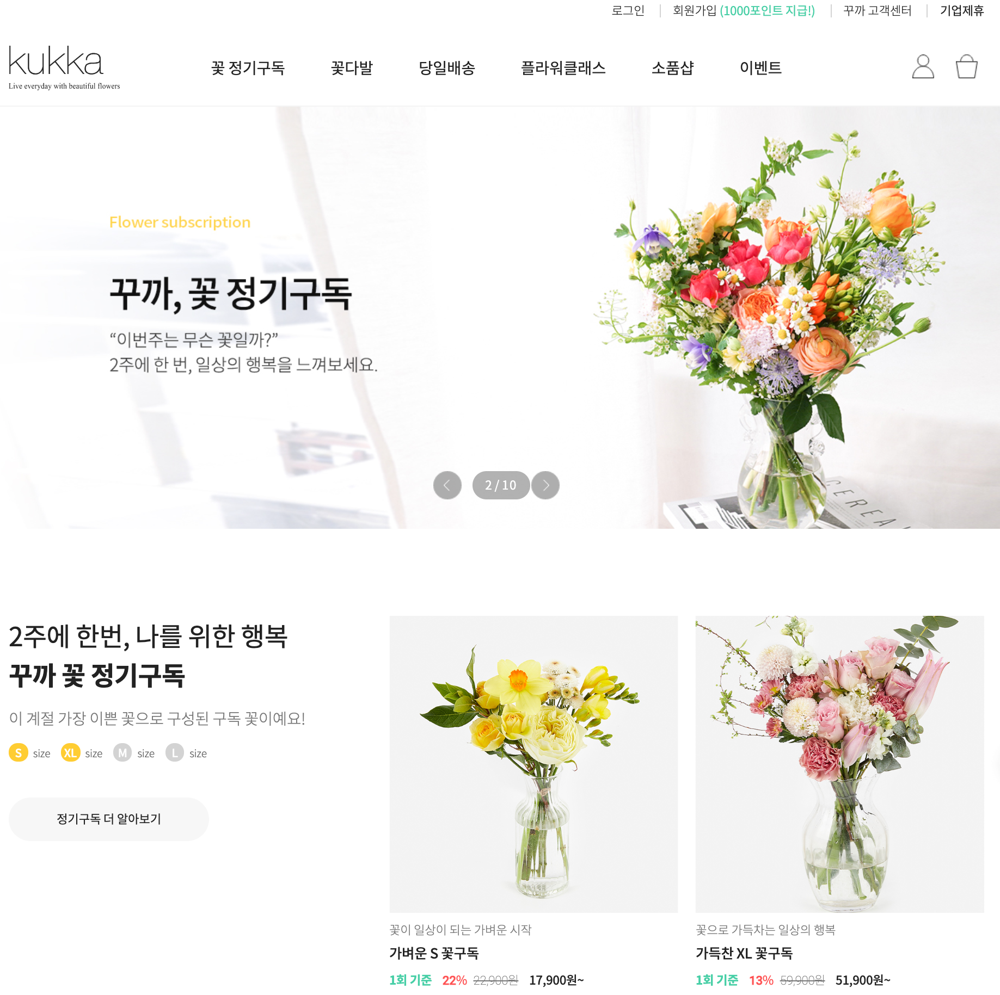 로그인
회원가입 (1000포인트 지급!)
꾸까 고객센터
기업제휴
kukka
Live everyday with beautiful flowers
꽃 정기구독
꽃다발
당일배송
플라워클래스
소품샵
이벤트
Flower subscription
꾸까, 꽃 정기구독
“이번주는 무슨 꽃일까?”
2주에 한 번, 일상의 행복을 느껴보세요.
2 / 10
CEREA
2주에 한번, 나를 위한 행복
꾸까 꽃 정기구독
이 계절 가장 이쁜 꽃으로 구성된 구독 꽃이예요!
S size XL size M size L size
정기구독 더 알아보기
꽃이 일상이 되는 가벼운 시작
가벼운 S 꽃구독
1회 기준 22% 22,900원 17,900원~
꽃으로 가득차는 일상의 행복
가득찬 XL 꽃구독
1회 기준 13% 59,900원 51,900원~